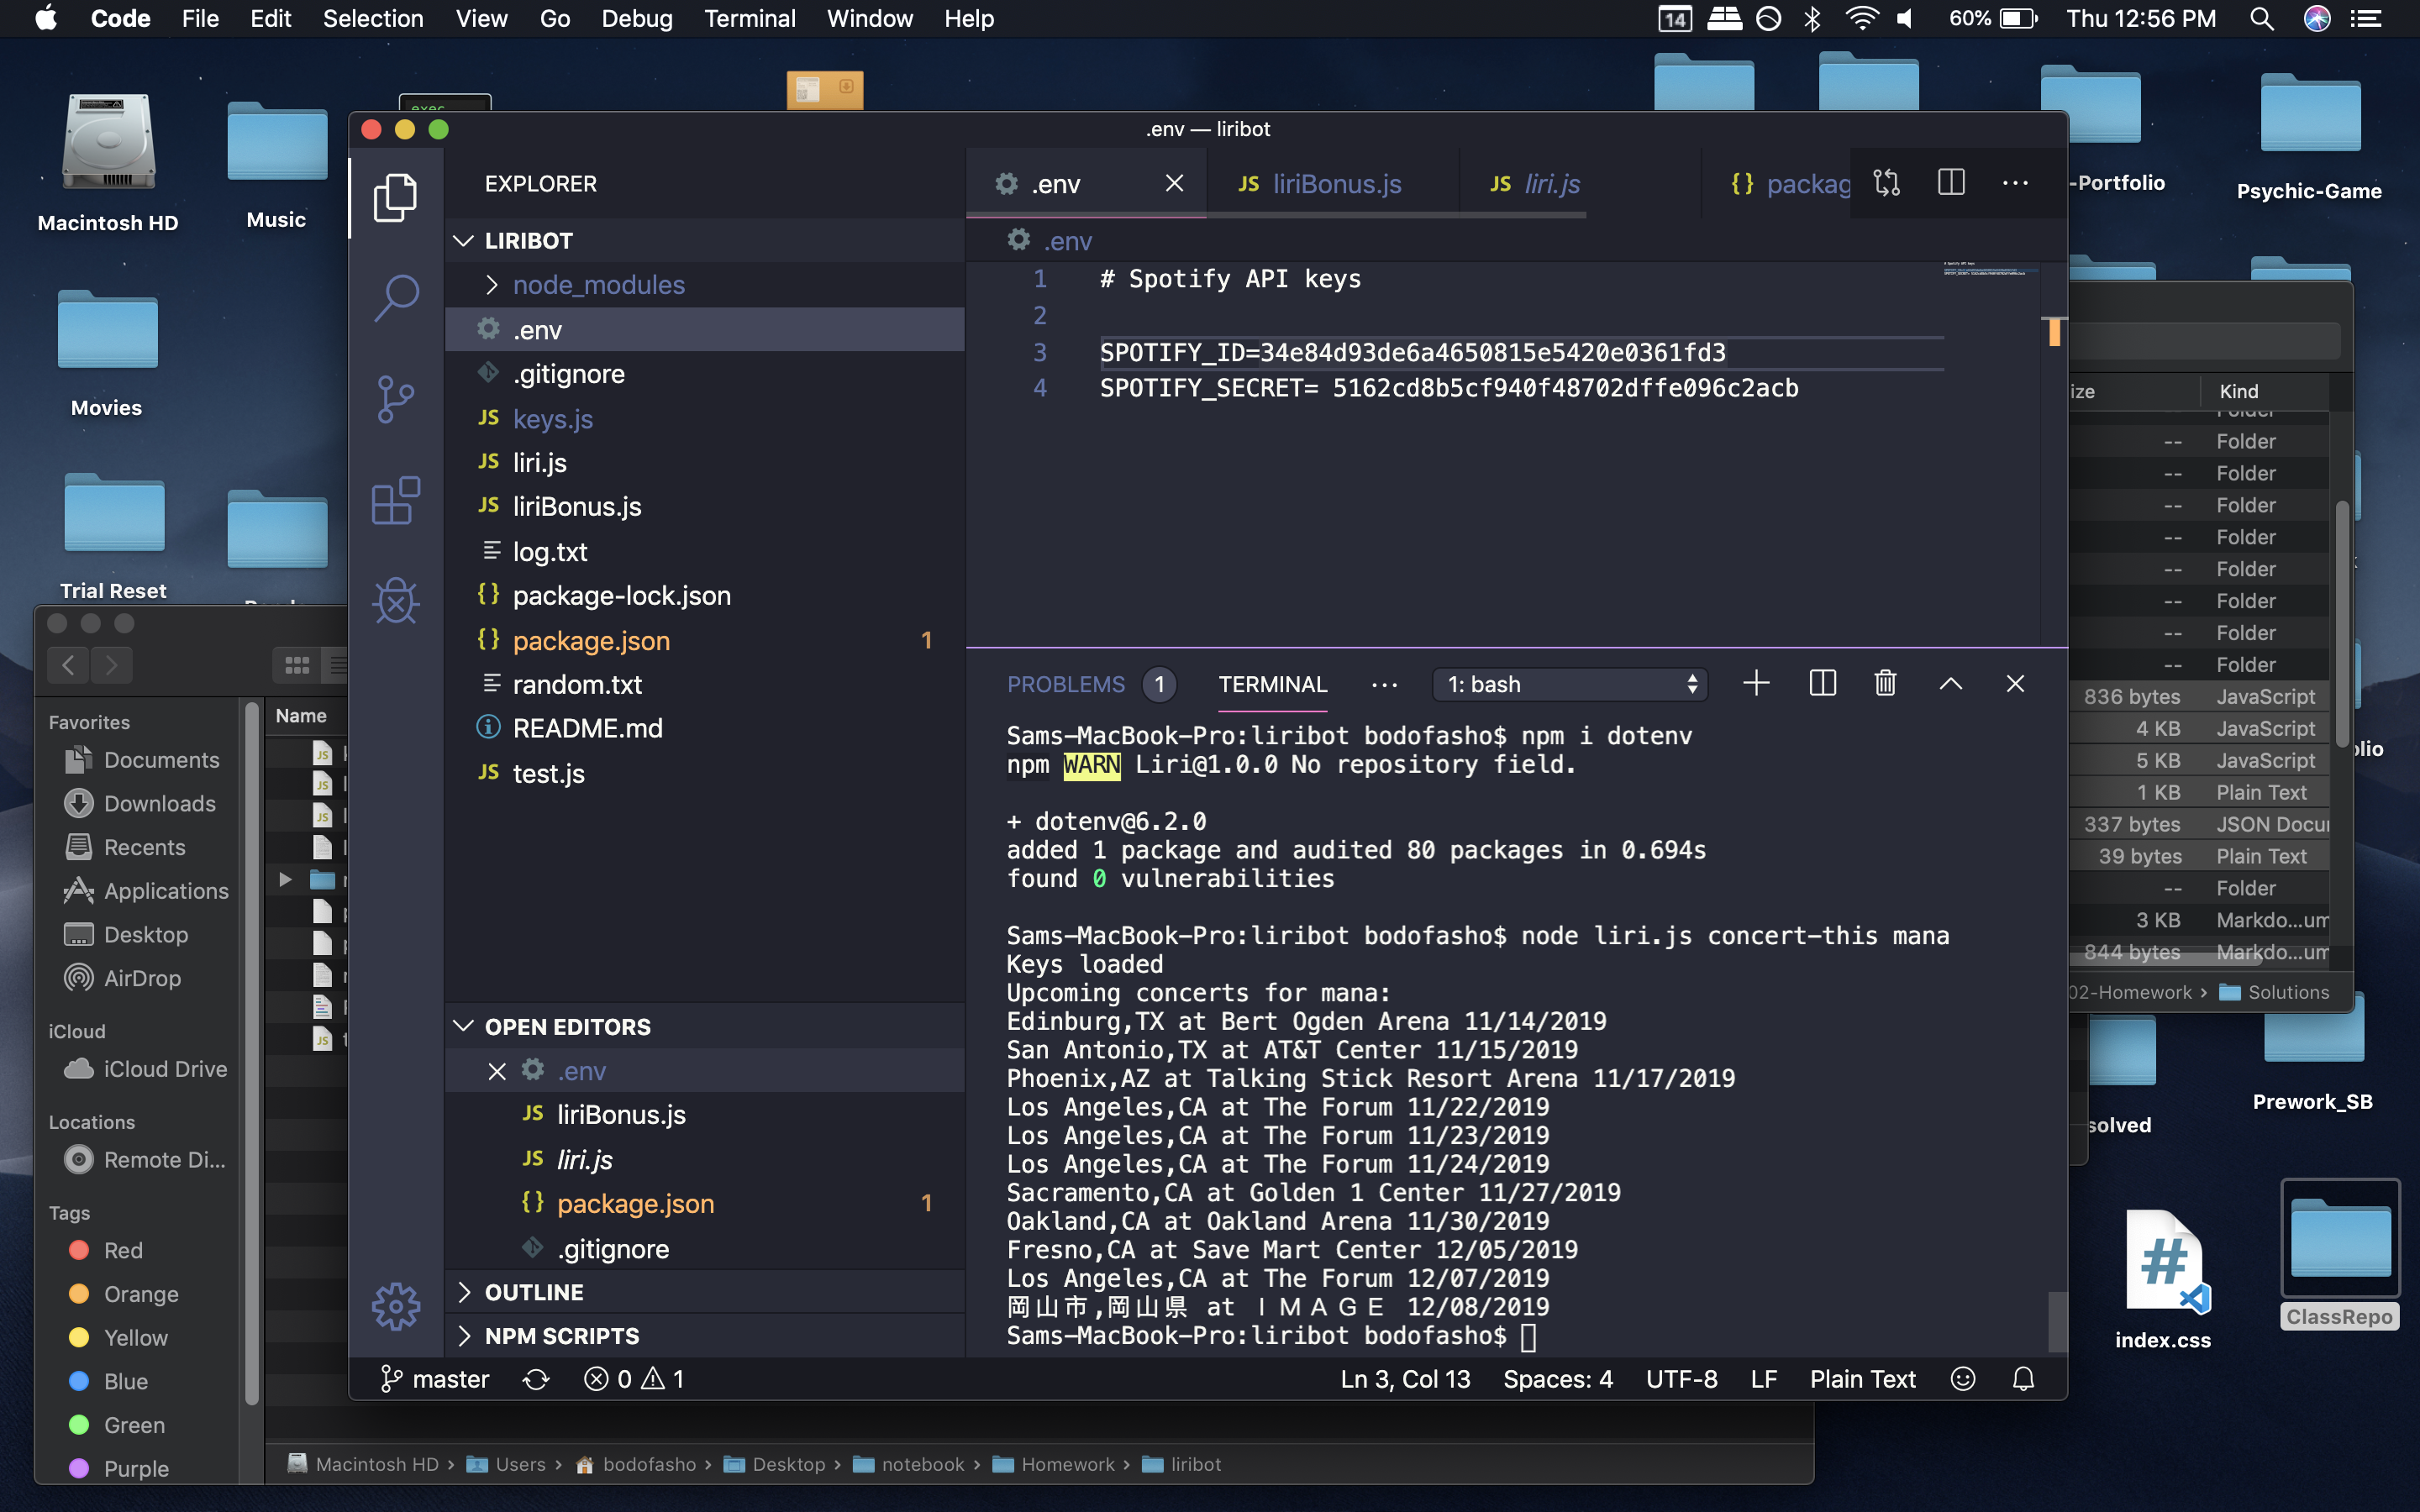 Code File Edit Selection View Go Debug Terminal Window Help 14 60% Thu 12:56 PM
Macintosh HD
Music
Movies
Trial Reset
exec
-Portfolio
Psychic-Game
.env — liribot
EXPLORER
LIRIBOT
node_modules
.env
.gitignore
JS keys.js
JS liri.js
JS liriBonus.js
log.txt
{} package-lock.json
{} package.json 1
random.txt
README.md
JS test.js
OPEN EDITORS
.env
JS liriBonus.js
JS liri.js
{} package.json 1
.gitignore
OUTLINE
NPM SCRIPTS
.env JS liriBonus.js JS liri.js {} packag
.env
1 # Spotify API keys
2
3 SPOTIFY_ID=34e84d93de6a4650815e5420e0361fd3
4 SPOTIFY_SECRET= 5162cd8b5cf940f48702dffe096c2acb
PROBLEMS 1 TERMINAL ... 1: bash
Sams-MacBook-Pro:liribot bodofasho$ npm i dotenv
npm WARN Liri@1.0.0 No repository field.
+ dotenv@6.2.0
added 1 package and audited 80 packages in 0.694s
found 0 vulnerabilities
Sams-MacBook-Pro:liribot bodofasho$ node liri.js concert-this mana
Keys loaded
Upcoming concerts for mana:
Edinburg,TX at Bert Ogden Arena 11/14/2019
San Antonio,TX at AT&T Center 11/15/2019
Phoenix,AZ at Talking Stick Resort Arena 11/17/2019
Los Angeles,CA at The Forum 11/22/2019
Los Angeles,CA at The Forum 11/23/2019
Los Angeles,CA at The Forum 11/24/2019
Sacramento,CA at Golden 1 Center 11/27/2019
Oakland,CA at Oakland Arena 11/30/2019
Fresno,CA at Save Mart Center 12/05/2019
Los Angeles,CA at The Forum 12/07/2019
岡山市,岡山県 at ＩＭＡＧＥ 12/08/2019
Sams-MacBook-Pro:liribot bodofasho$
master 0 1 Ln 3, Col 13 Spaces: 4 UTF-8 LF Plain Text
Favorites
Documents
Downloads
Recents
Applications
Desktop
AirDrop
iCloud
iCloud Drive
Locations
Remote Di...
Tags
Red
Orange
Yellow
Blue
Green
Purple
Name
Macintosh HD › Users › bodofasho › Desktop › notebook › Homework › liribot
ize Kind
Folder
-- Folder
-- Folder
-- Folder
-- Folder
-- Folder
-- Folder
-- Folder
-- Folder
836 bytes JavaScript
4 KB JavaScript
5 KB JavaScript
1 KB Plain Text
337 bytes JSON Docu
39 bytes Plain Text
-- Folder
3 KB Markdo...um
844 bytes Markdo...um
02-Homework › Solutions
olio
solved
Prework_SB
index.css
ClassRepo